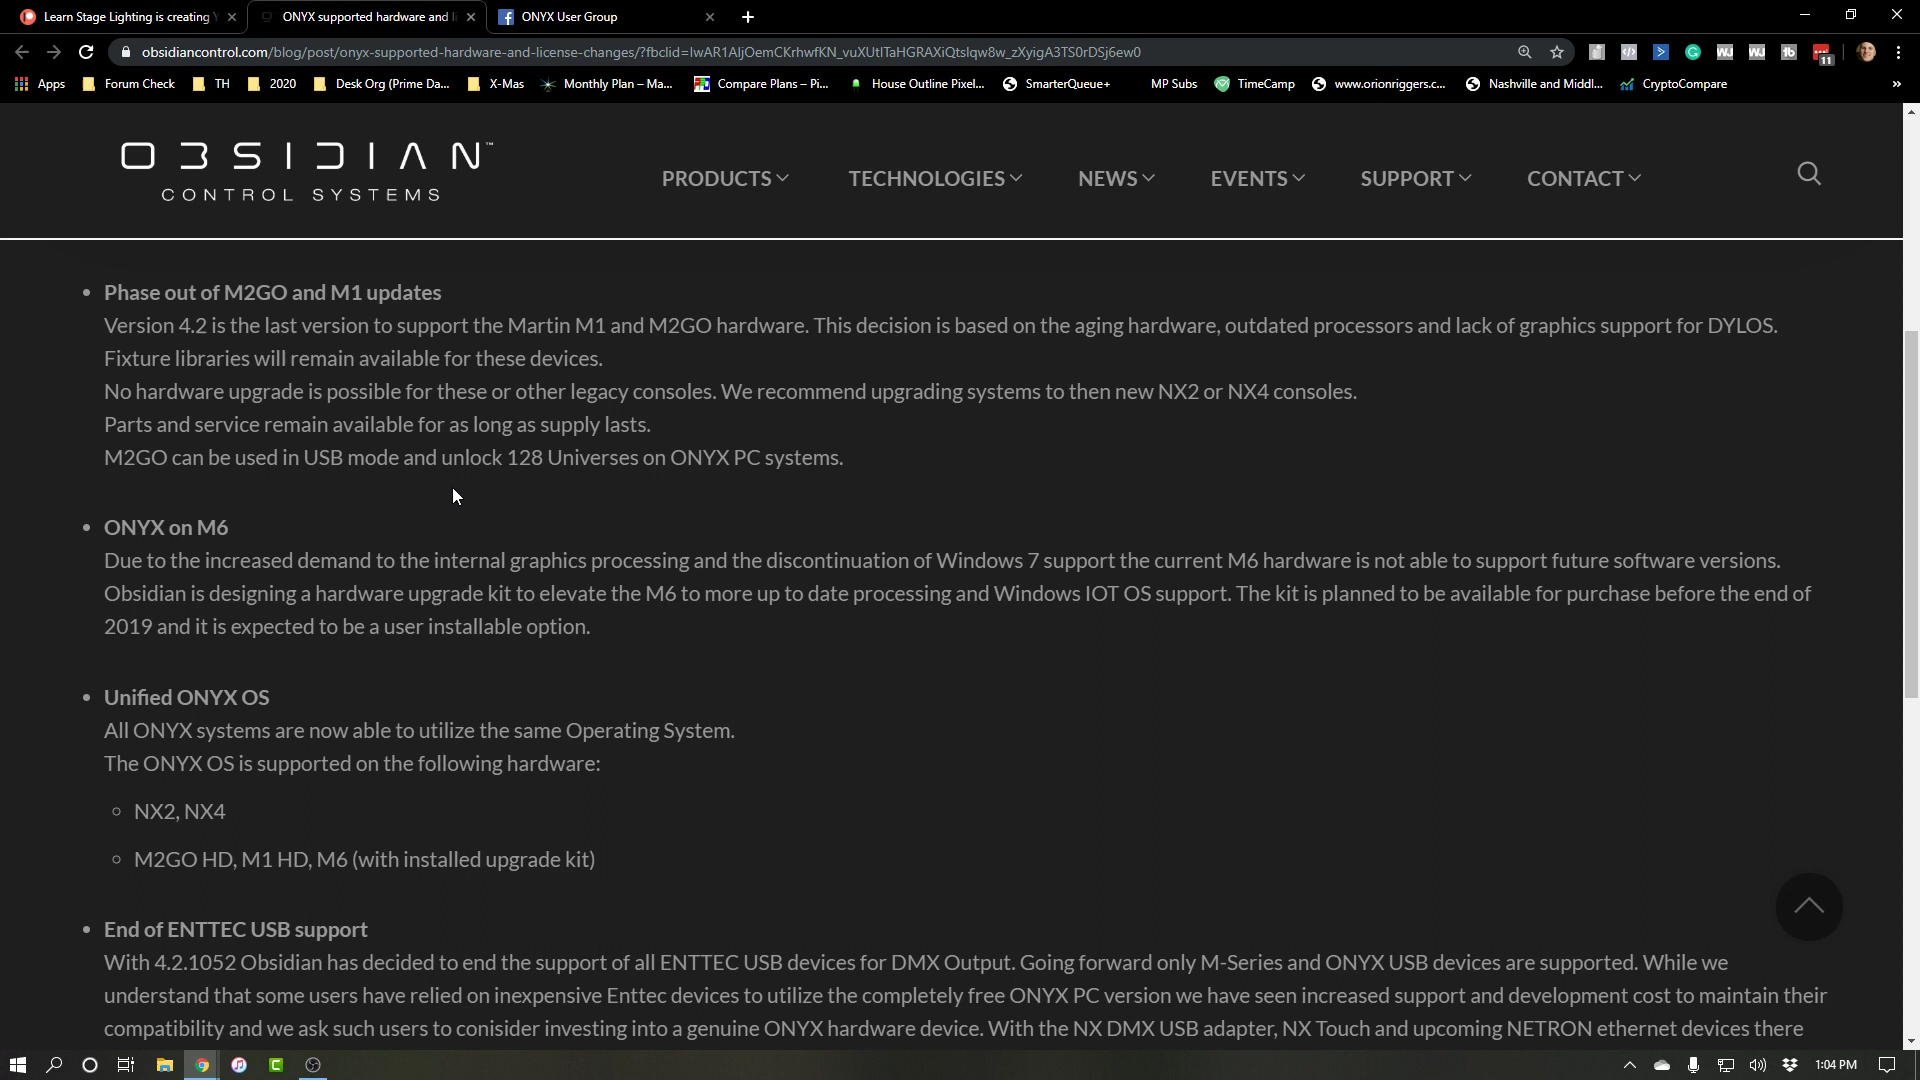 Learn Stage Lighting is creating Y
ONYX supported hardware and li
ONYX User Group
obsidiancontrol.com/blog/post/onyx-supported-hardware-and-license-changes/?fbclid=IwAR1AIjOemCKrhwfKN_vuXUtITaHGRAXiQtsIqw8w_zXyigA3TS0rDSj6ew0
11
Apps
Forum Check
TH
2020
Desk Org (Prime Da...
X-Mas
Monthly Plan – Ma...
Compare Plans – Pi...
House Outline Pixel...
SmarterQueue+
MP Subs
TimeCamp
www.orionriggers.c...
Nashville and Middl...
CryptoCompare
»
OBSIDIAN™
CONTROL SYSTEMS
PRODUCTS
TECHNOLOGIES
NEWS
EVENTS
SUPPORT
CONTACT
• Phase out of M2GO and M1 updates
Version 4.2 is the last version to support the Martin M1 and M2GO hardware. This decision is based on the aging hardware, outdated processors and lack of graphics support for DYLOS.
Fixture libraries will remain available for these devices.
No hardware upgrade is possible for these or other legacy consoles. We recommend upgrading systems to then new NX2 or NX4 consoles.
Parts and service remain available for as long as supply lasts.
M2GO can be used in USB mode and unlock 128 Universes on ONYX PC systems.
• ONYX on M6
Due to the increased demand to the internal graphics processing and the discontinuation of Windows 7 support the current M6 hardware is not able to support future software versions.
Obsidian is designing a hardware upgrade kit to elevate the M6 to more up to date processing and Windows IOT OS support. The kit is planned to be available for purchase before the end of
2019 and it is expected to be a user installable option.
• Unified ONYX OS
All ONYX systems are now able to utilize the same Operating System.
The ONYX OS is supported on the following hardware:
○ NX2, NX4
○ M2GO HD, M1 HD, M6 (with installed upgrade kit)
• End of ENTTEC USB support
With 4.2.1052 Obsidian has decided to end the support of all ENTTEC USB devices for DMX Output. Going forward only M-Series and ONYX USB devices are supported. While we
understand that some users have relied on inexpensive Enttec devices to utilize the completely free ONYX PC version we have seen increased support and development cost to maintain their
compatibility and we ask such users to conisider investing into a genuine ONYX hardware device. With the NX DMX USB adapter, NX Touch and upcoming NETRON ethernet devices there
1:04 PM